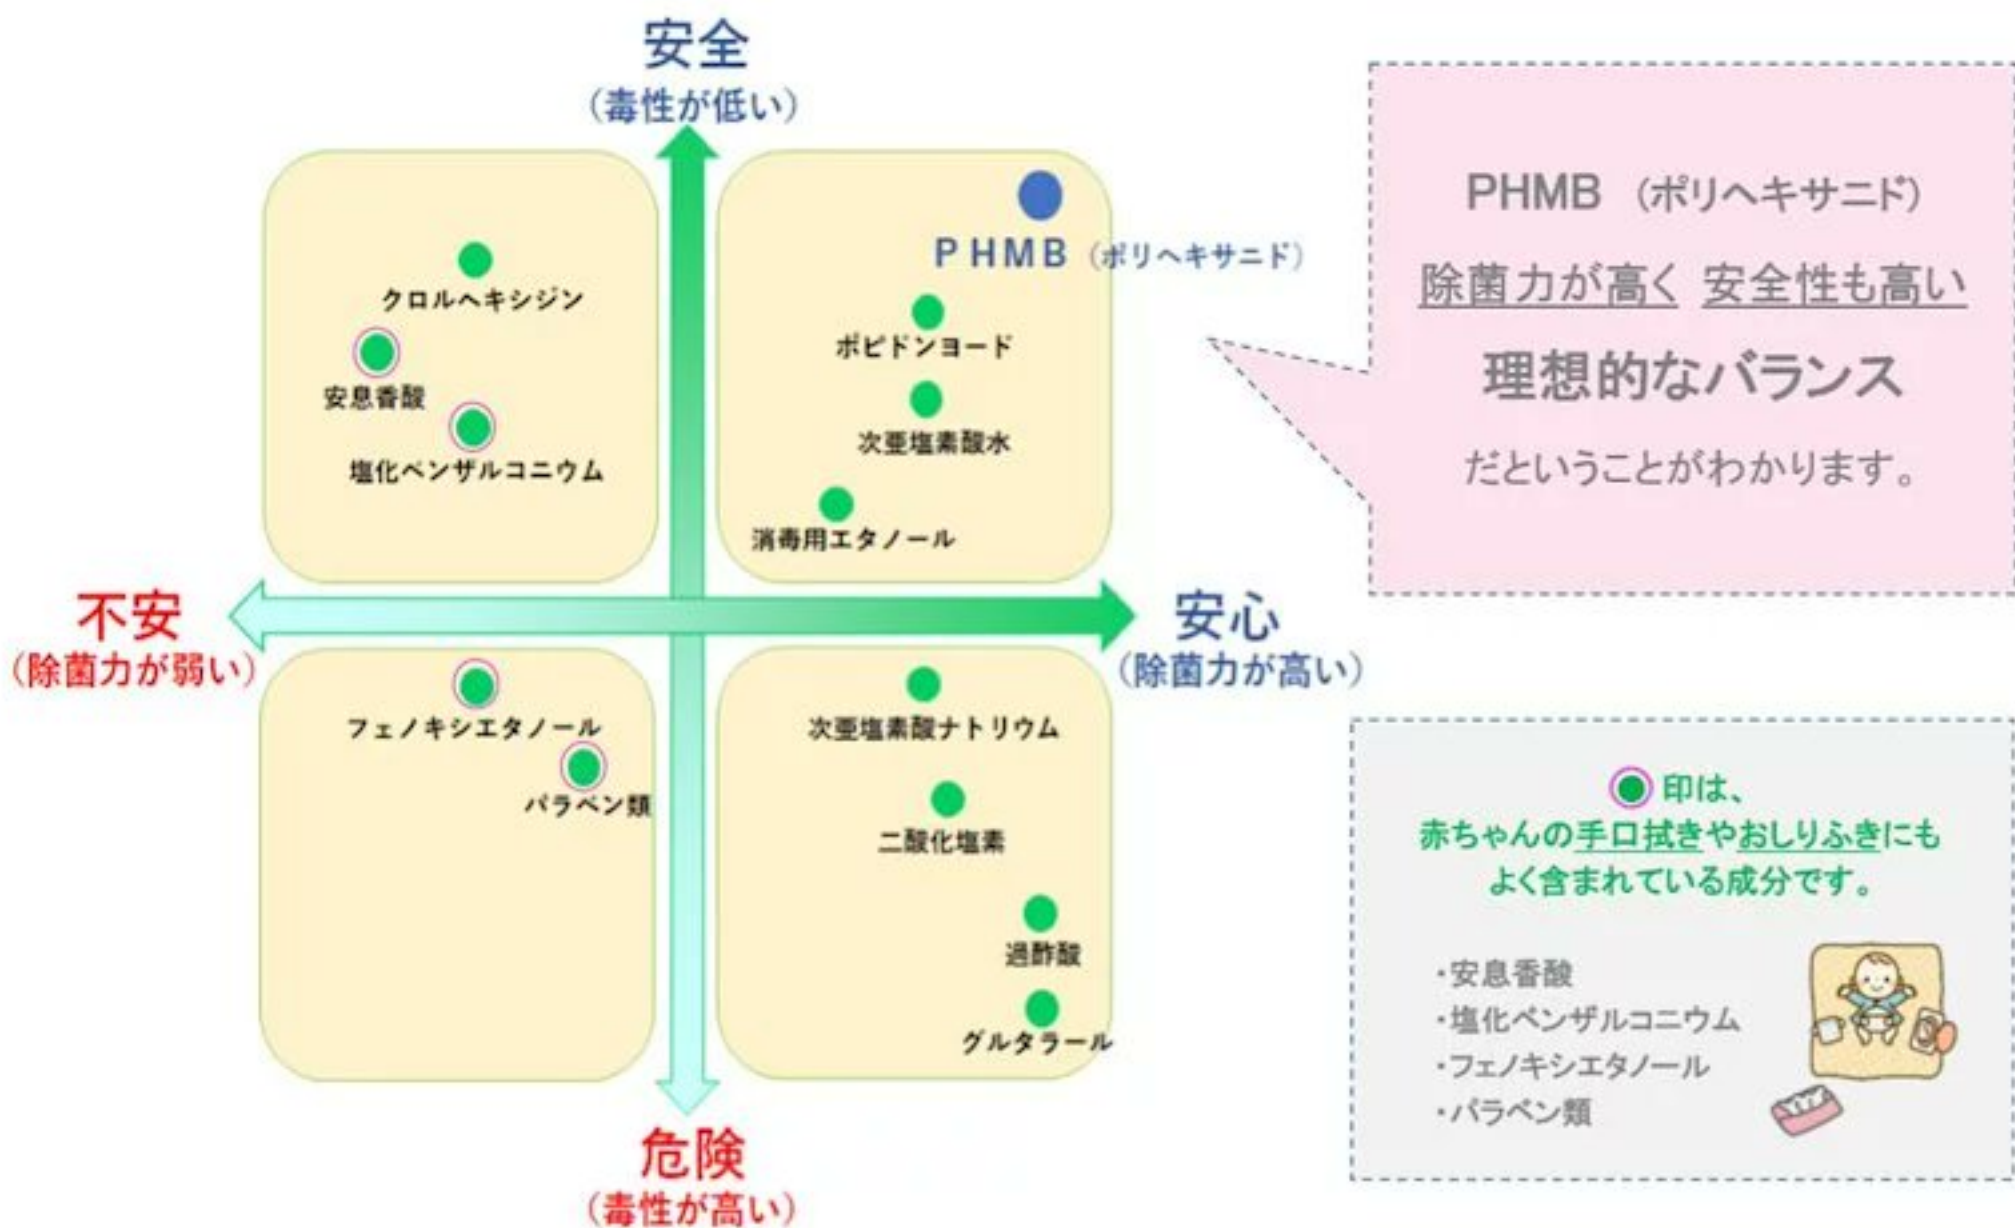 安全
(毒性が低い)
クロルヘキシジン
安息香酸
塩化ベンザルコニウム
PHMB (ポリヘキサニド)
ポピドンヨード
次亜塩素酸水
消毒用エタノール
不安
(除菌力が弱い)
安心
(除菌力が高い)
フェノキシエタノール
パラベン類
次亜塩素酸ナトリウム
二酸化塩素
過酢酸
グルタラール
危険
(毒性が高い)
PHMB (ポリヘキサニド)
除菌力が高く 安全性も高い
理想的なバランス
だということがわかります。
印は、
赤ちゃんの手口拭きやおしりふきにも
よく含まれている成分です。
・安息香酸
・塩化ベンザルコニウム
・フェノキシエタノール
・パラベン類